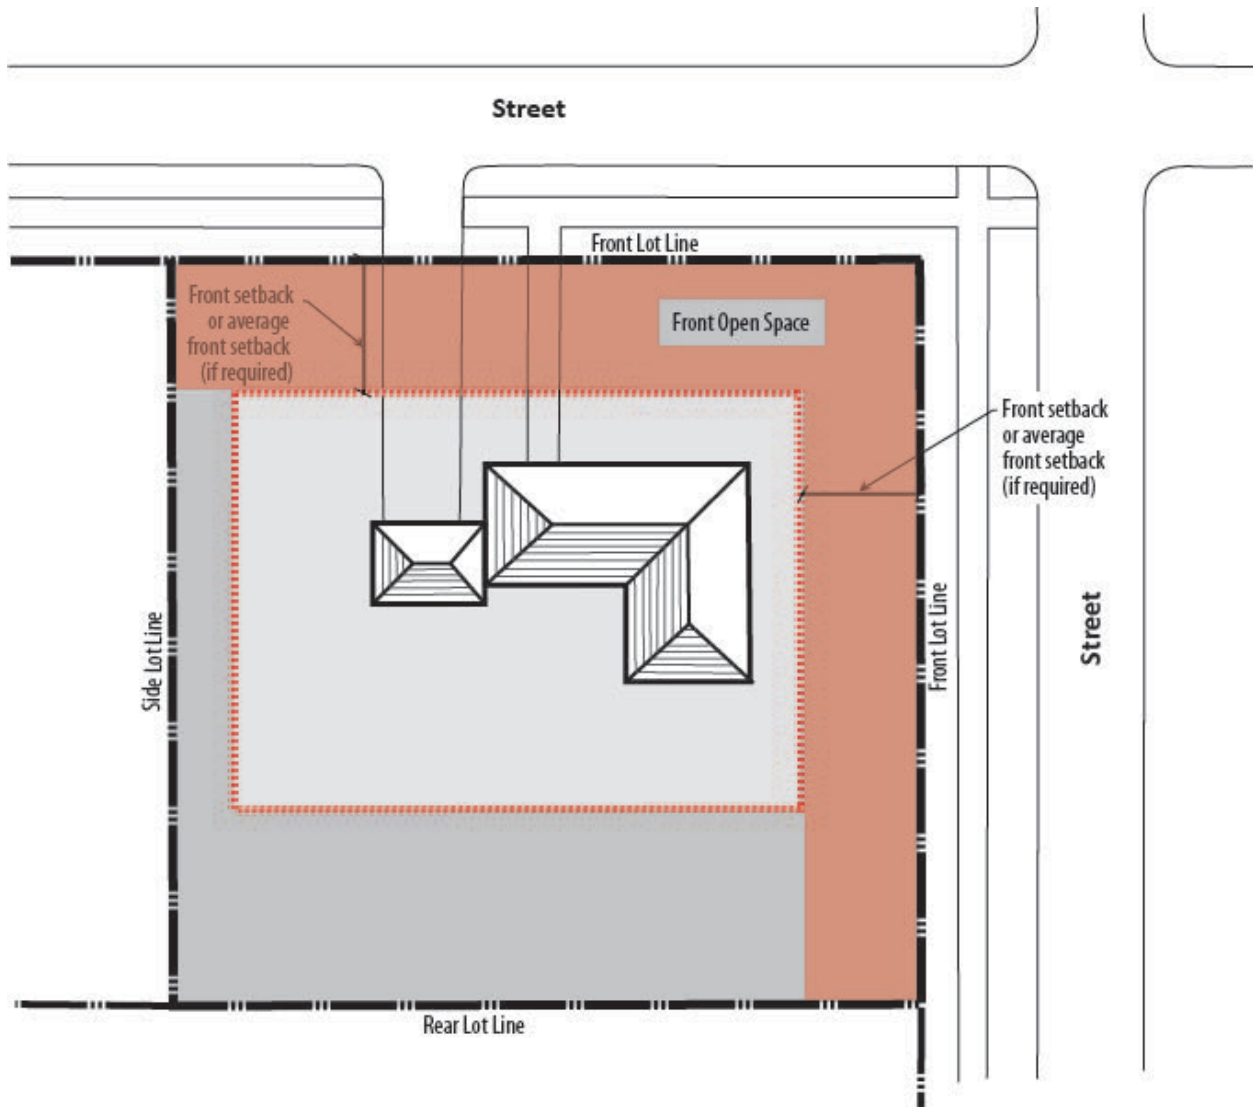 Street
Front Lot Line
Front setback
or average
front setback
(if required)
Front Open Space
Front setback
or average
front setback
(if required)
Side Lot Line
Front Lot Line
Street
Rear Lot Line